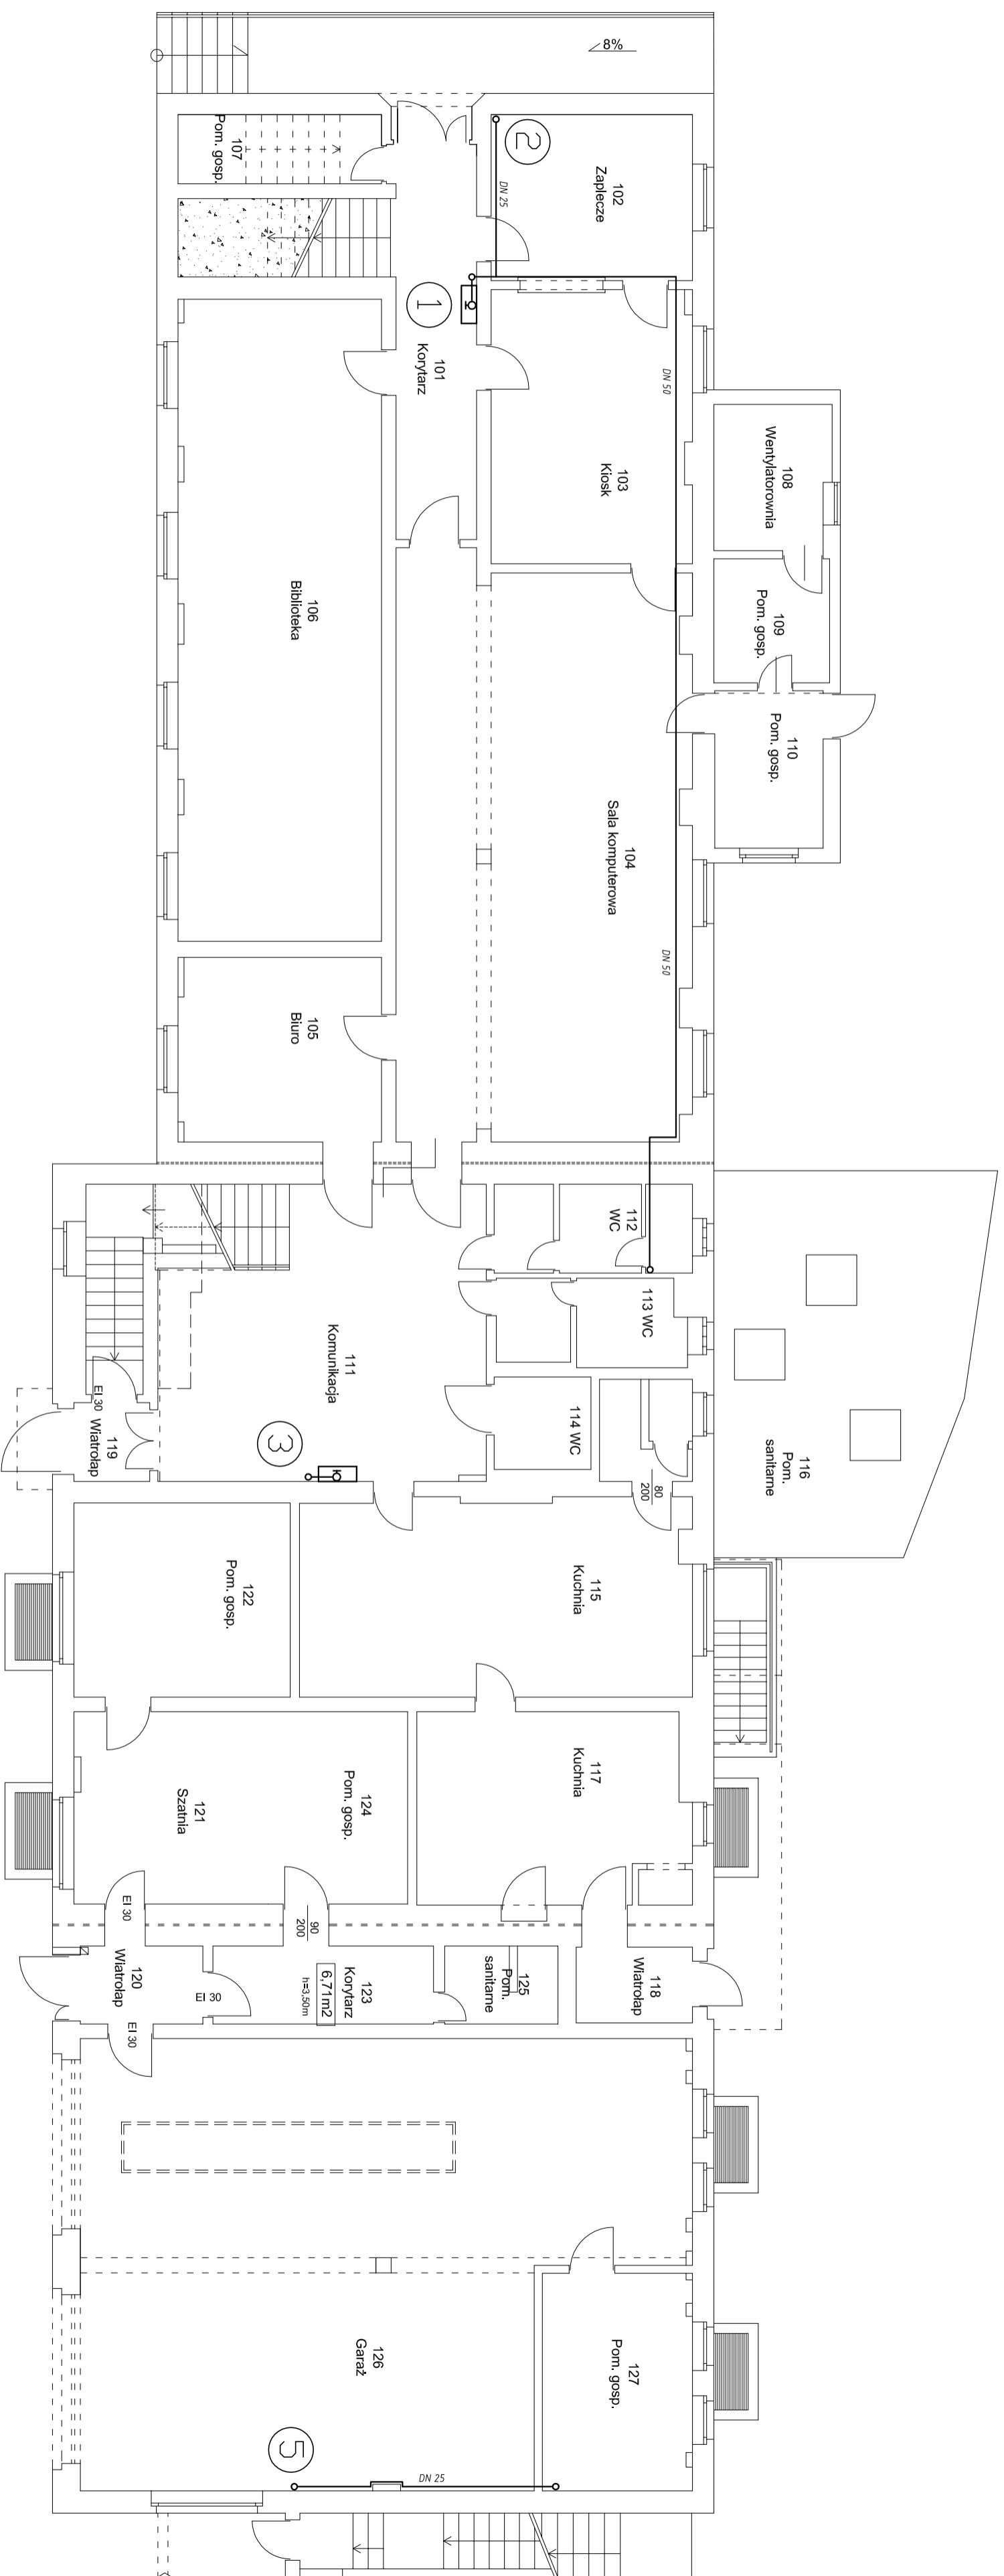 8%
107
Pom. gosp.
2
102
Zaplecze
DN 25
1
101
Korytarz
DN 50
103
Kiosk
108
Wentylatorownia
106
Biblioteka
109
Pom. gosp.
110
Pom. gosp.
104
Sala komputerowa
DN 50
105
Biuro
112
WC
113 WC
111
Komunikacja
114 WC
116
Pom.
sanitarne
EI 30
119
Wiatrołap
3
80
200
122
Pom. gosp.
115
Kuchnia
117
Kuchnia
121
Szatnia
124
Pom. gosp.
EI 30
90
200
120
Wiatrołap
EI 30
EI 30
123
Korytarz
6,71m2
h=3,50m
125
Pom.
sanitarne
118
Wiatrołap
126
Garaż
127
Pom. gosp.
5
DN 25